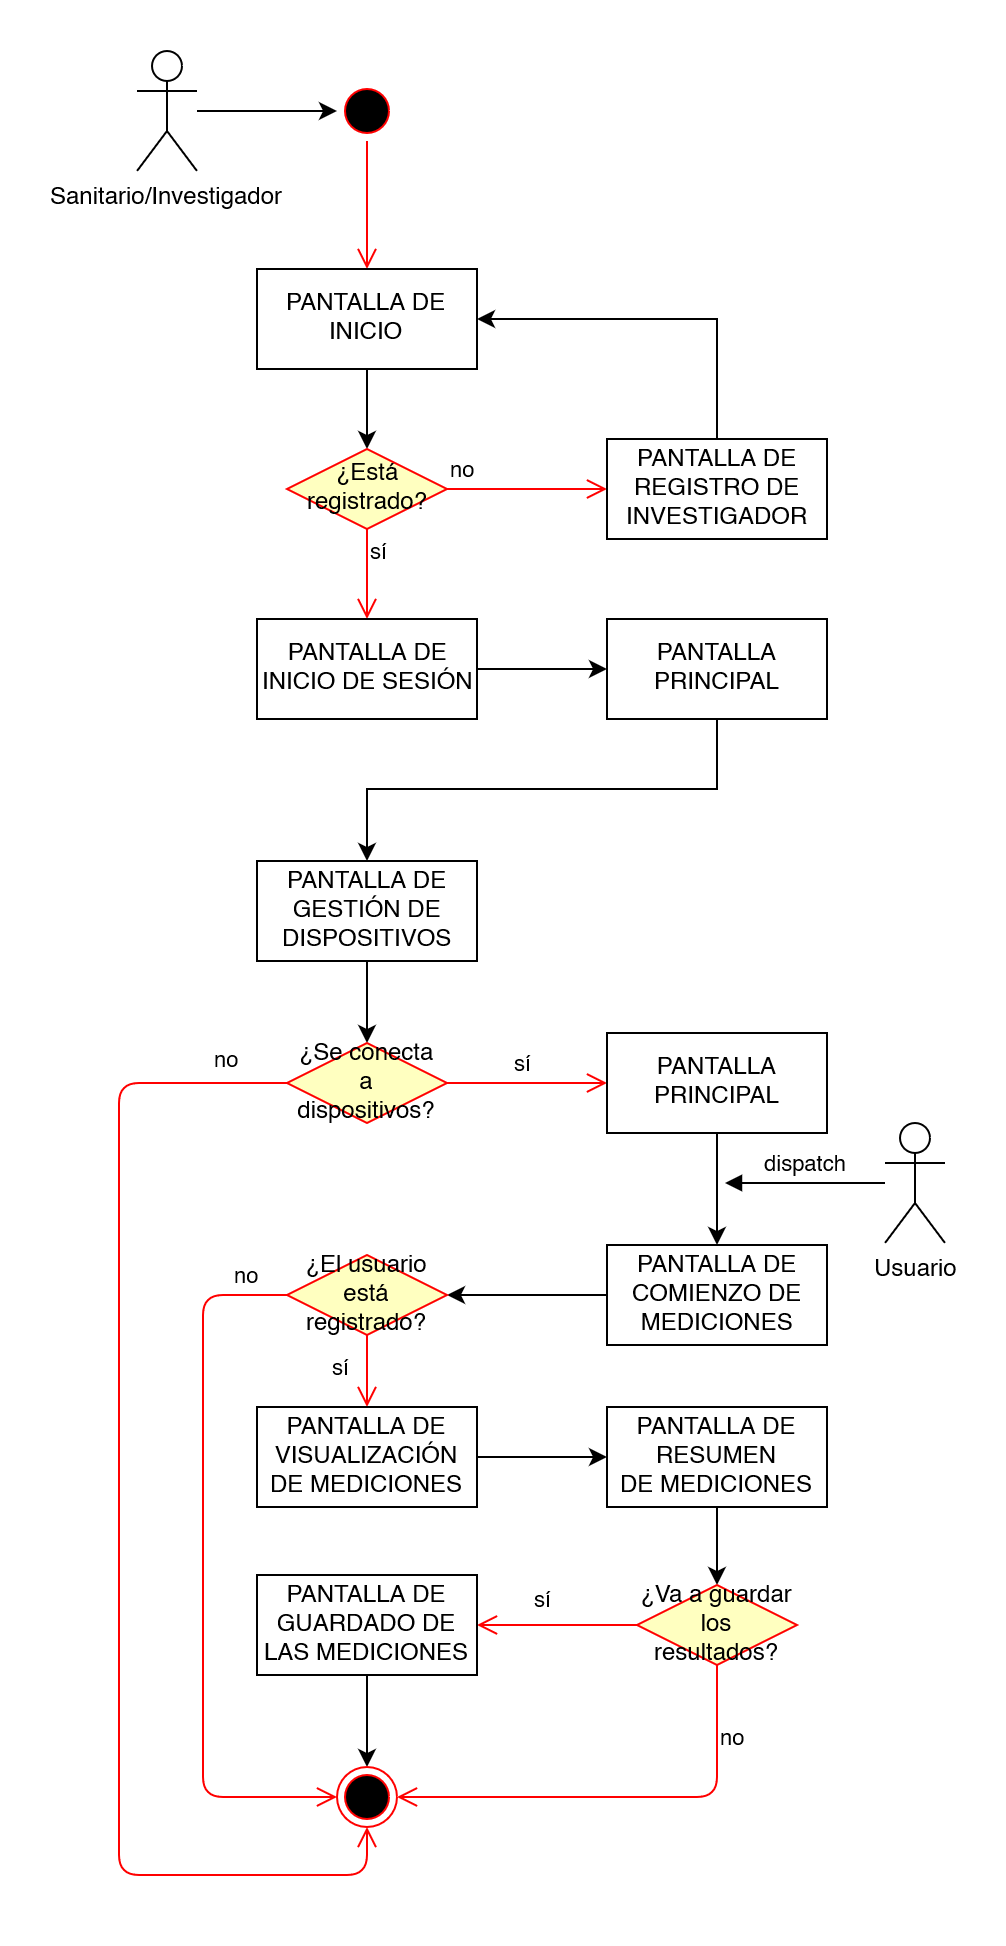 Sanitario/Investigador
PANTALLA DE
INICIO
¿Está
registrado?
no
PANTALLA DE
REGISTRO DE
INVESTIGADOR
sí
PANTALLA DE
INICIO DE SESIÓN
PANTALLA
PRINCIPAL
PANTALLA DE
GESTIÓN DE
DISPOSITIVOS
no
¿Se conecta
a
dispositivos?
sí
PANTALLA
PRINCIPAL
dispatch
Usuario
PANTALLA DE
COMIENZO DE
MEDICIONES
no
¿El usuario
está
registrado?
sí
PANTALLA DE
VISUALIZACIÓN
DE MEDICIONES
PANTALLA DE
RESUMEN
DE MEDICIONES
PANTALLA DE
GUARDADO DE
LAS MEDICIONES
sí
¿Va a guardar
los
resultados?
no